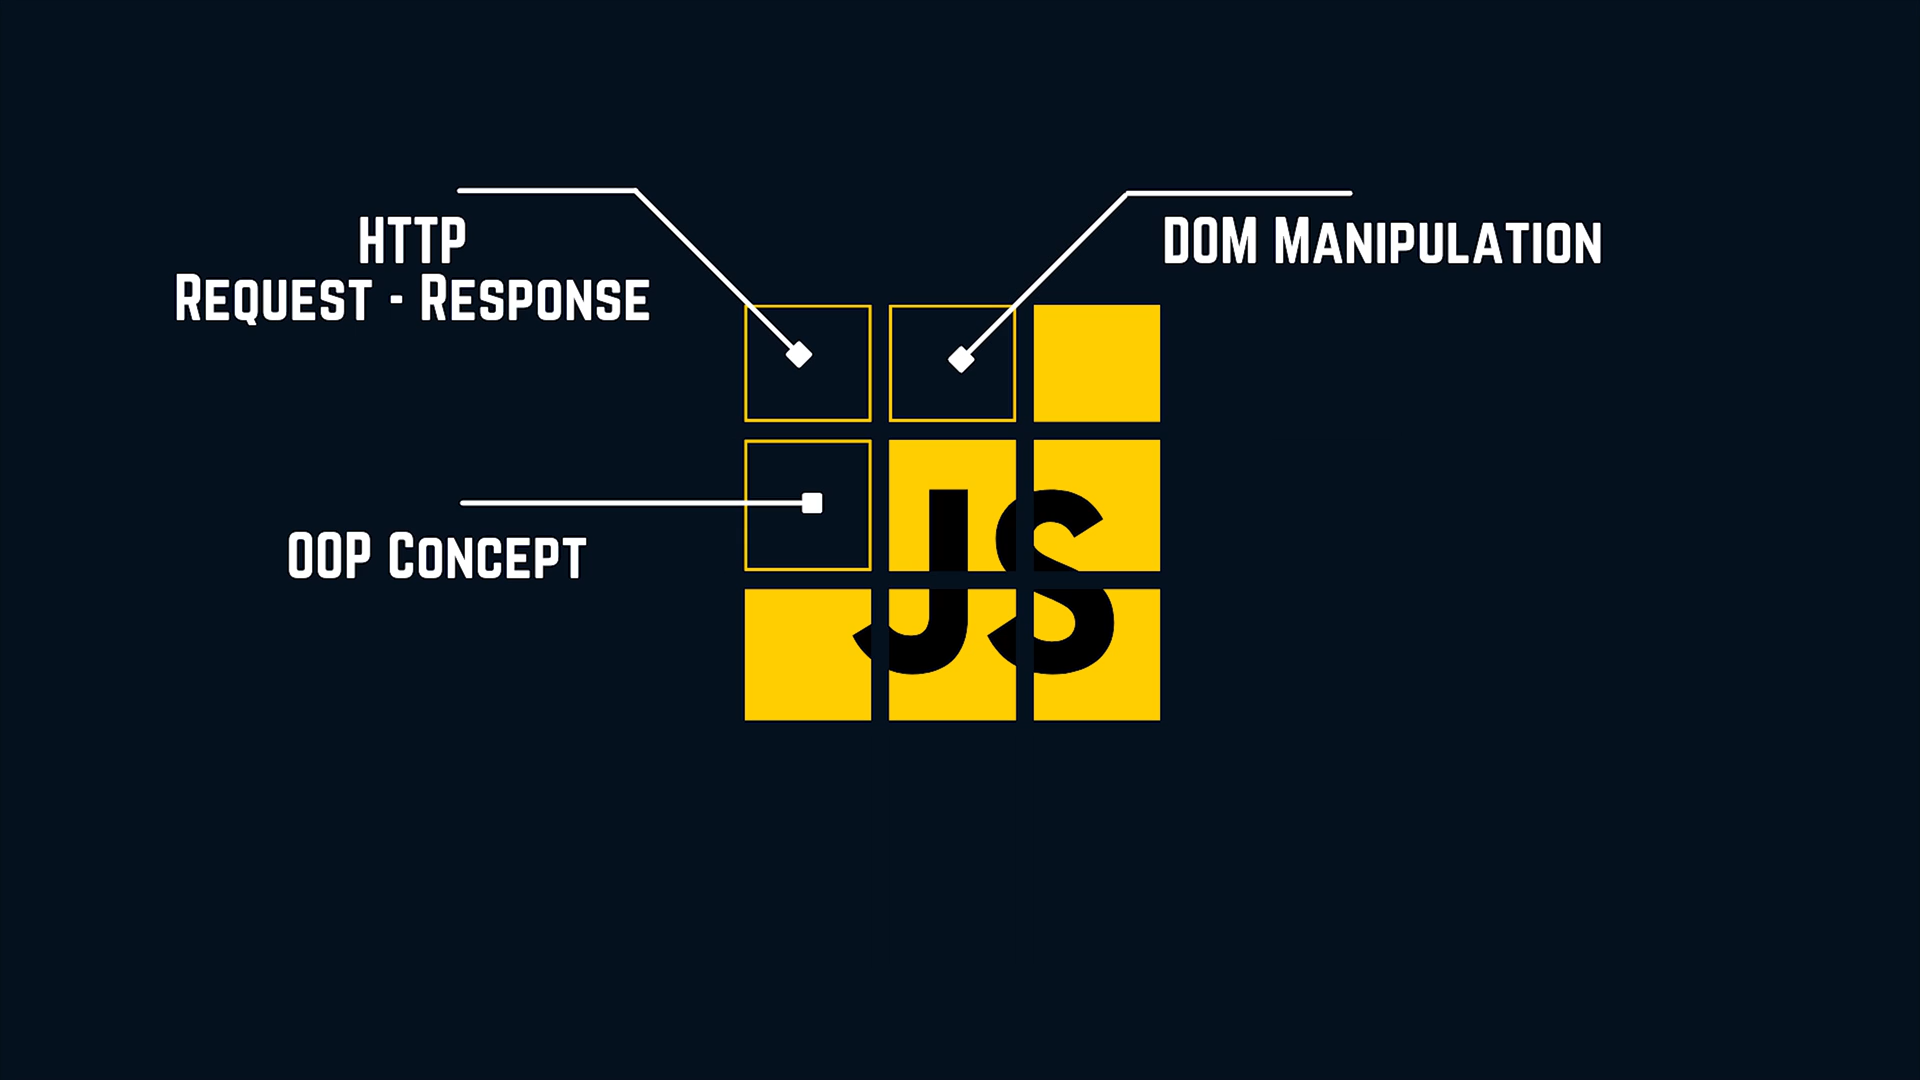 HTTP
Request - Response
DOM Manipulation
OOP Concept
JS